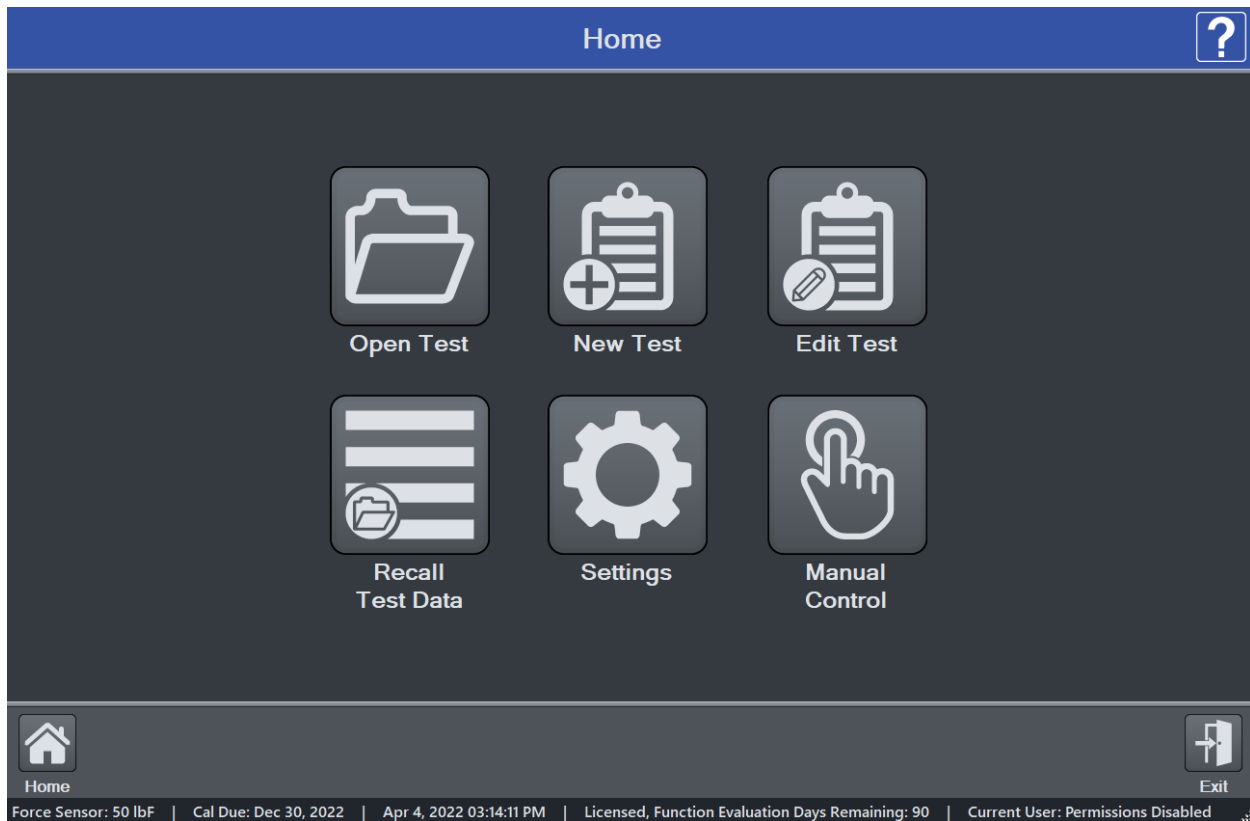 Home
?
Open Test
New Test
Edit Test
Recall
Test Data
Settings
Manual
Control
Home
Exit
Force Sensor: 50 lbF | Cal Due: Dec 30, 2022 | Apr 4, 2022 03:14:11 PM | Licensed, Function Evaluation Days Remaining: 90 | Current User: Permissions Disabled